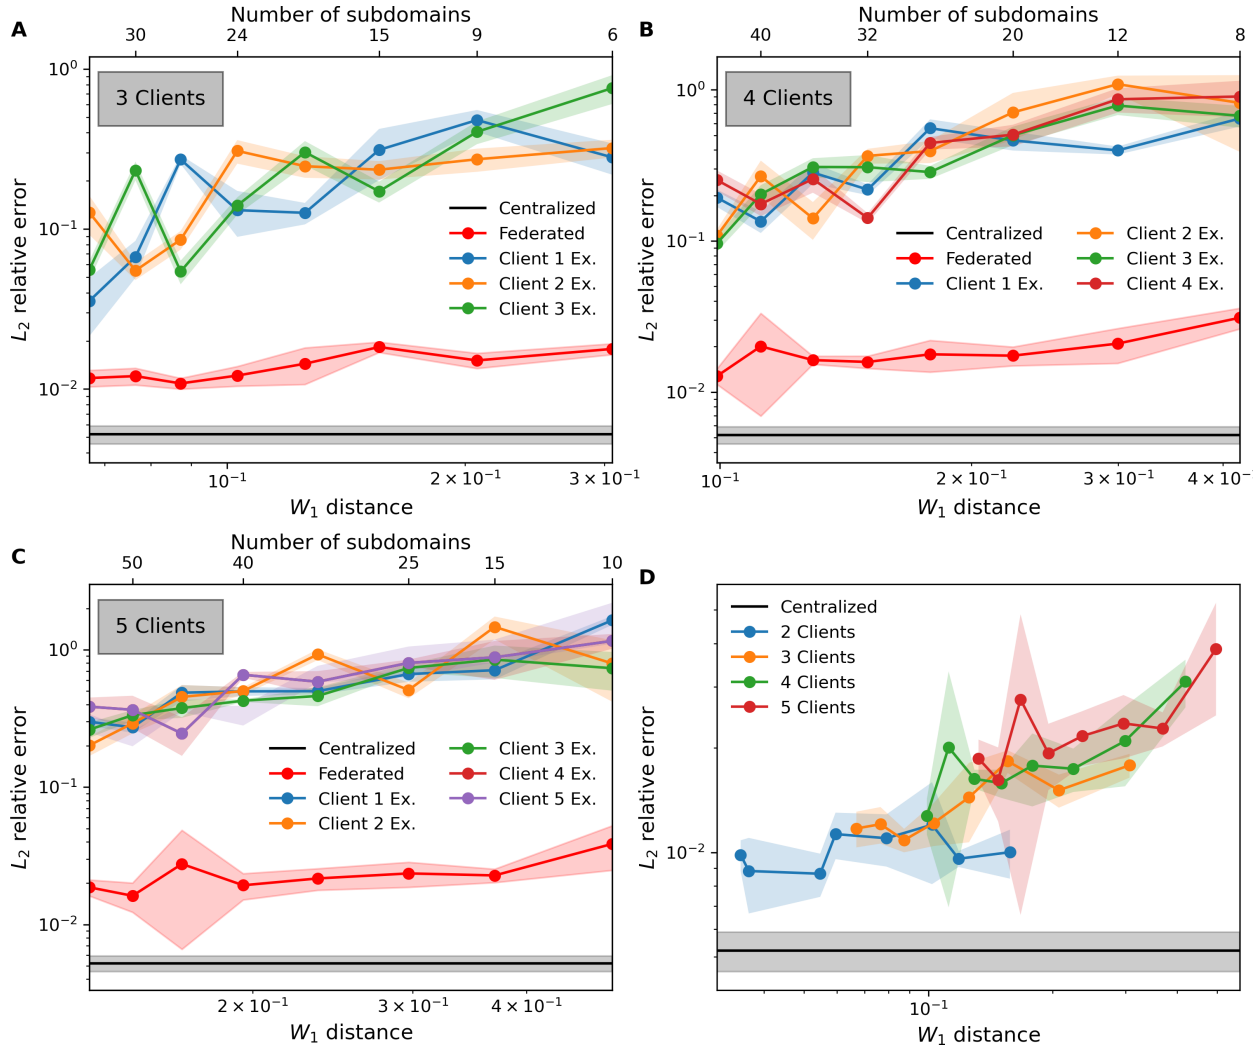 A
Number of subdomains
30 24 15 9 6
3 Clients
10⁰
10⁻¹
10⁻²
L₂ relative error
Centralized
Federated
Client 1 Ex.
Client 2 Ex.
Client 3 Ex.
10⁻¹ 2 × 10⁻¹ 3 × 10⁻¹
W₁ distance
B
Number of subdomains
40 32 20 12 8
4 Clients
10⁰
10⁻¹
10⁻²
L₂ relative error
Centralized
Federated
Client 1 Ex.
Client 2 Ex.
Client 3 Ex.
Client 4 Ex.
10⁻¹ 2 × 10⁻¹ 3 × 10⁻¹ 4 × 10⁻¹
W₁ distance
C
Number of subdomains
50 40 25 15 10
5 Clients
10⁰
10⁻¹
10⁻²
L₂ relative error
Centralized
Federated
Client 1 Ex.
Client 2 Ex.
Client 3 Ex.
Client 4 Ex.
Client 5 Ex.
2 × 10⁻¹ 3 × 10⁻¹ 4 × 10⁻¹
W₁ distance
D
Centralized
2 Clients
3 Clients
4 Clients
5 Clients
10⁻²
L₂ relative error
10⁻¹
W₁ distance